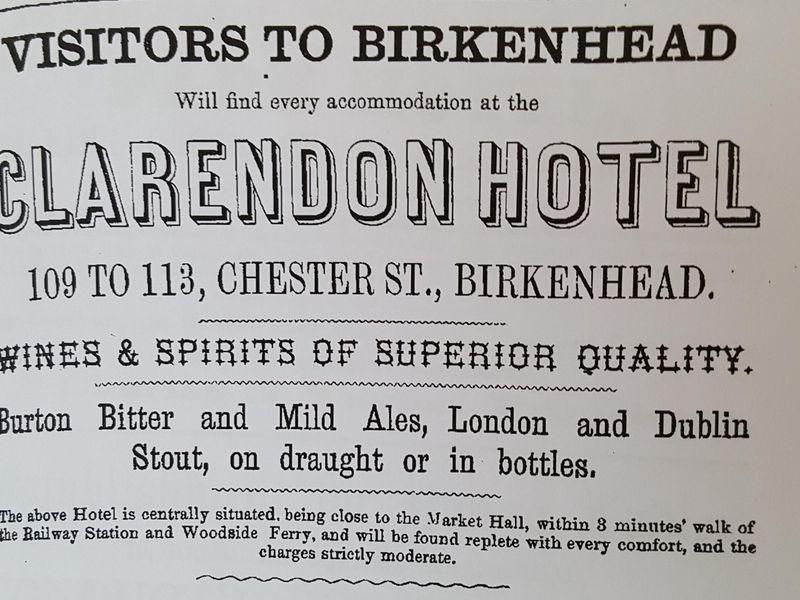 VISITORS TO BIRKENHEAD
Will find every accommodation at the
CLARENDON HOTEL
109 TO 113, CHESTER ST., BIRKENHEAD.
WINES & SPIRITS OF SUPERIOR QUALITY.
Burton Bitter and Mild Ales, London and Dublin
Stout, on draught or in bottles.
The above Hotel is centrally situated, being close to the Market Hall, within 3 minutes' walk of
the Railway Station and Woodside Ferry, and will be found replete with every comfort, and the
charges strictly moderate.